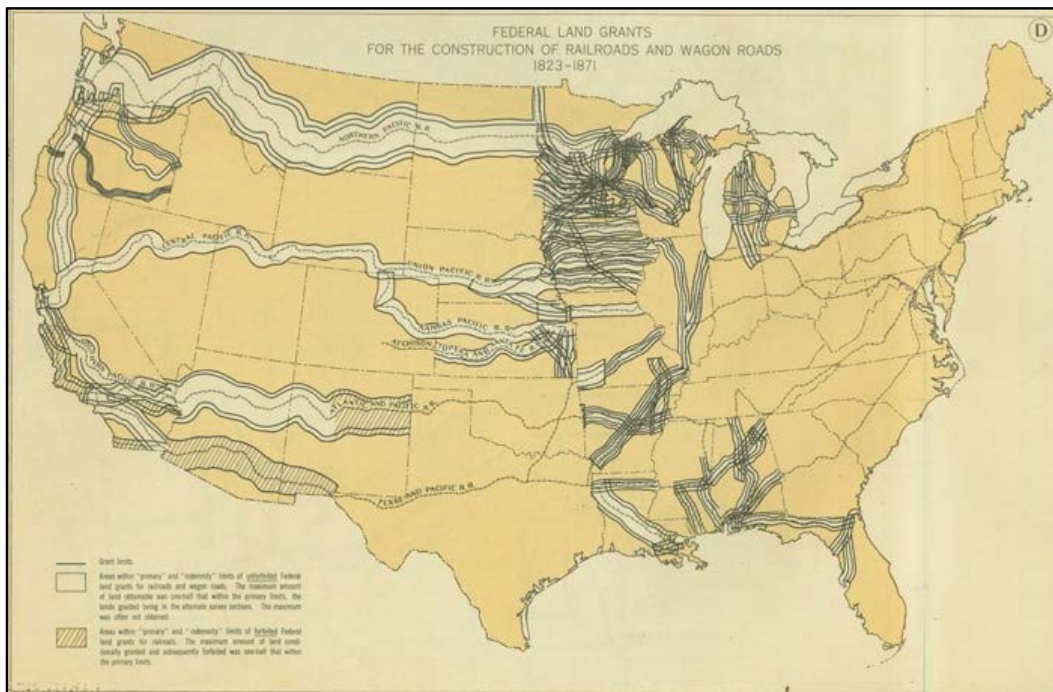 FEDERAL LAND GRANTS
FOR THE CONSTRUCTION OF RAILROADS AND WAGON ROADS
1823-1871
D
NORTHERN PACIFIC R.R.
CENTRAL PACIFIC R.R.
UNION PACIFIC R.R.
KANSAS PACIFIC R.R.
ATCHISON TOPEKA AND SANTE FE
PACIFIC R.R.
ATLANTIC AND PACIFIC R.R.
TEXAS AND PACIFIC R.R.
Grant limits.
Areas within "primary" and "indemnity" limits of unforfeited Federal
land grants for railroads and wagon roads. The maximum amount
of land obtainable was one-half that within the primary limits, the
lands granted being in the alternate survey sections. The maximum
was often not obtained.
Areas within "primary" and "indemnity" limits of forfeited Federal
land grants for railroads. The maximum amount of land condi-
tionally granted and subsequently forfeited was one-half that within
the primary limits.